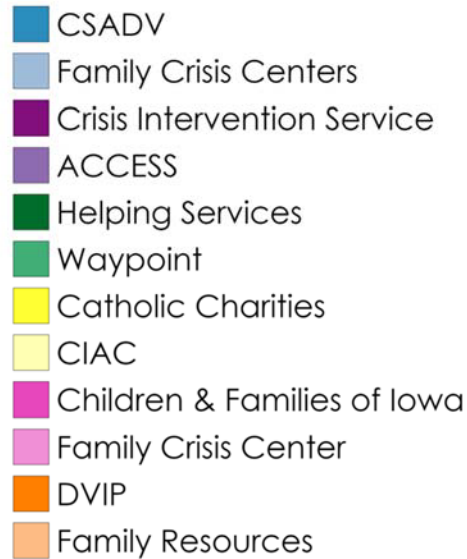 CSADV
Family Crisis Centers
Crisis Intervention Service
ACCESS
Helping Services
Waypoint
Catholic Charities
CIAC
Children & Families of Iowa
Family Crisis Center
DVIP
Family Resources